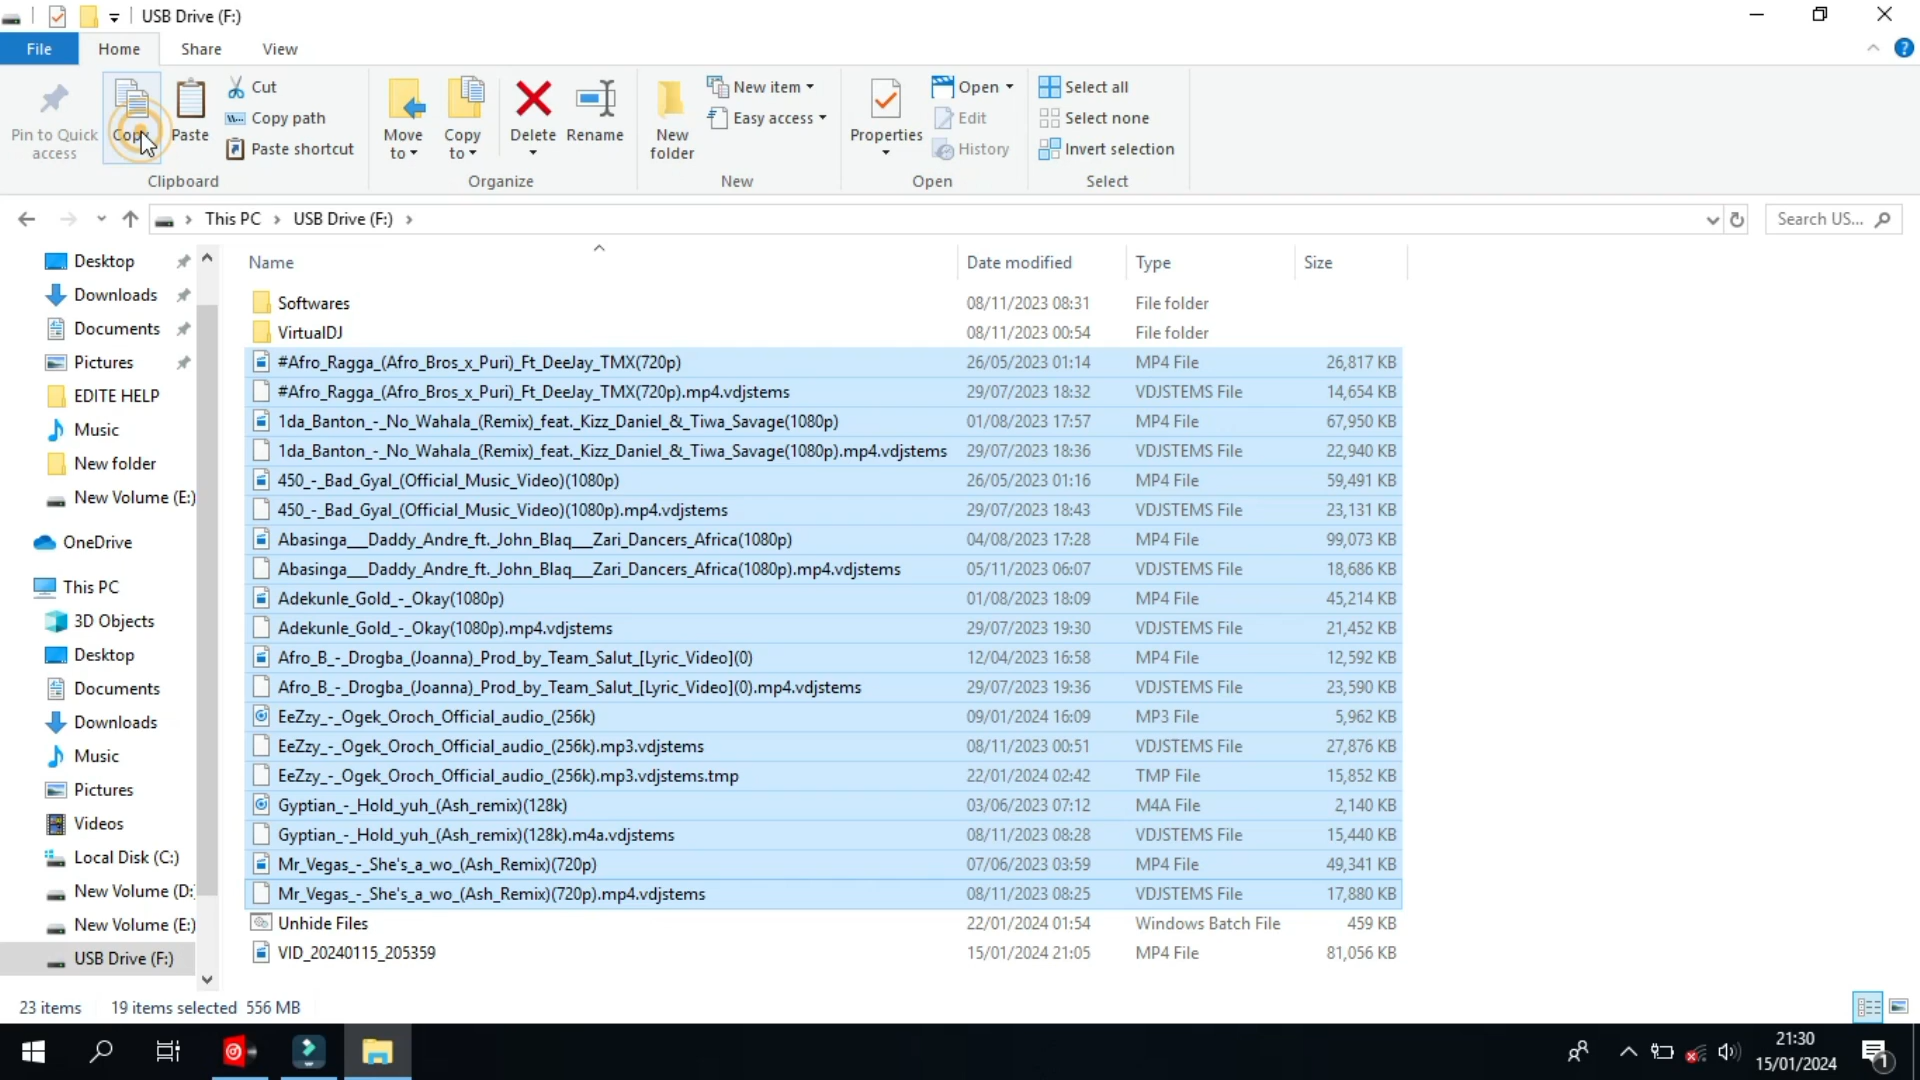 USB Drive (F:)
File Home Share View
Pin to Quick access
Copy
Paste
Cut
Copy path
Paste shortcut
Clipboard
Move to
Copy to
Delete
Rename
Organize
New folder
New item
Easy access
New
Properties
Open
Edit
History
Open
Select all
Select none
Invert selection
Select
This PC › USB Drive (F:) ›
Search US...
Desktop
Downloads
Documents
Pictures
EDITE HELP
Music
New folder
New Volume (E:)
OneDrive
This PC
3D Objects
Desktop
Documents
Downloads
Music
Pictures
Videos
Local Disk (C:)
New Volume (D:
New Volume (E:)
USB Drive (F:)
Name Date modified Type Size
Softwares 08/11/2023 08:31 File folder
VirtualDJ 08/11/2023 00:54 File folder
#Afro_Ragga_(Afro_Bros_x_Puri)_Ft_DeeJay_TMX(720p) 26/05/2023 01:14 MP4 File 26,817 KB
#Afro_Ragga_(Afro_Bros_x_Puri)_Ft_DeeJay_TMX(720p).mp4.vdjstems 29/07/2023 18:32 VDJSTEMS File 14,654 KB
1da_Banton_-_No_Wahala_(Remix)_feat._Kizz_Daniel_&_Tiwa_Savage(1080p) 01/08/2023 17:57 MP4 File 67,950 KB
1da_Banton_-_No_Wahala_(Remix)_feat._Kizz_Daniel_&_Tiwa_Savage(1080p).mp4.vdjstems 29/07/2023 18:36 VDJSTEMS File 22,940 KB
450_-_Bad_Gyal_(Official_Music_Video)(1080p) 26/05/2023 01:16 MP4 File 59,491 KB
450_-_Bad_Gyal_(Official_Music_Video)(1080p).mp4.vdjstems 29/07/2023 18:43 VDJSTEMS File 23,131 KB
Abasinga___Daddy_Andre_ft._John_Blaq___Zari_Dancers_Africa(1080p) 04/08/2023 17:28 MP4 File 99,073 KB
Abasinga___Daddy_Andre_ft._John_Blaq___Zari_Dancers_Africa(1080p).mp4.vdjstems 05/11/2023 06:07 VDJSTEMS File 18,686 KB
Adekunle_Gold_-_Okay(1080p) 01/08/2023 18:09 MP4 File 45,214 KB
Adekunle_Gold_-_Okay(1080p).mp4.vdjstems 29/07/2023 19:30 VDJSTEMS File 21,452 KB
Afro_B_-_Drogba_(Joanna)_Prod_by_Team_Salut_[Lyric_Video](0) 12/04/2023 16:58 MP4 File 12,592 KB
Afro_B_-_Drogba_(Joanna)_Prod_by_Team_Salut_[Lyric_Video](0).mp4.vdjstems 29/07/2023 19:36 VDJSTEMS File 23,590 KB
EeZzy_-_Ogek_Oroch_Official_audio_(256k) 09/01/2024 16:09 MP3 File 5,962 KB
EeZzy_-_Ogek_Oroch_Official_audio_(256k).mp3.vdjstems 08/11/2023 00:51 VDJSTEMS File 27,876 KB
EeZzy_-_Ogek_Oroch_Official_audio_(256k).mp3.vdjstems.tmp 22/01/2024 02:42 TMP File 15,852 KB
Gyptian_-_Hold_yuh_(Ash_remix)(128k) 03/06/2023 07:12 M4A File 2,140 KB
Gyptian_-_Hold_yuh_(Ash_remix)(128k).m4a.vdjstems 08/11/2023 08:28 VDJSTEMS File 15,440 KB
Mr_Vegas_-_She's_a_wo_(Ash_Remix)(720p) 07/06/2023 03:59 MP4 File 49,341 KB
Mr_Vegas_-_She's_a_wo_(Ash_Remix)(720p).mp4.vdjstems 08/11/2023 08:25 VDJSTEMS File 17,880 KB
Unhide Files 22/01/2024 01:54 Windows Batch File 459 KB
VID_20240115_205359 15/01/2024 21:05 MP4 File 81,056 KB
23 items 19 items selected 556 MB
21:30
15/01/2024
1